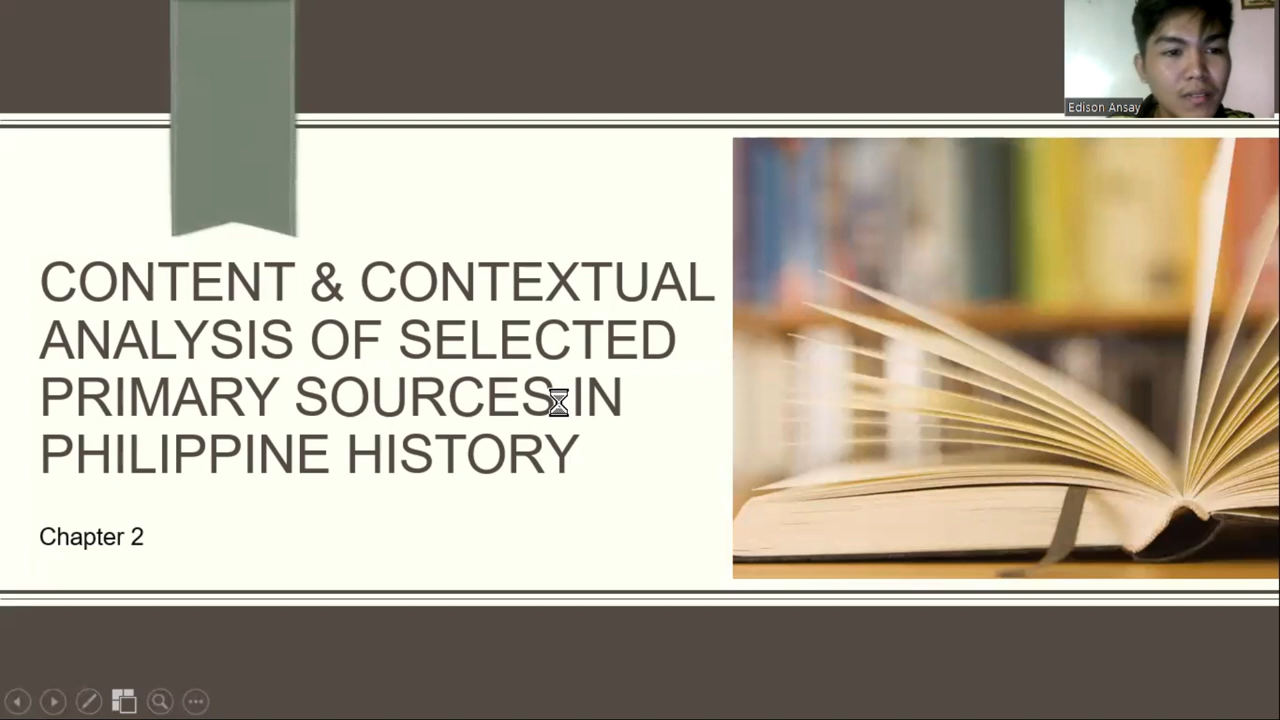 Edison Ansay
CONTENT & CONTEXTUAL
ANALYSIS OF SELECTED
PRIMARY SOURCES IN
PHILIPPINE HISTORY
Chapter 2